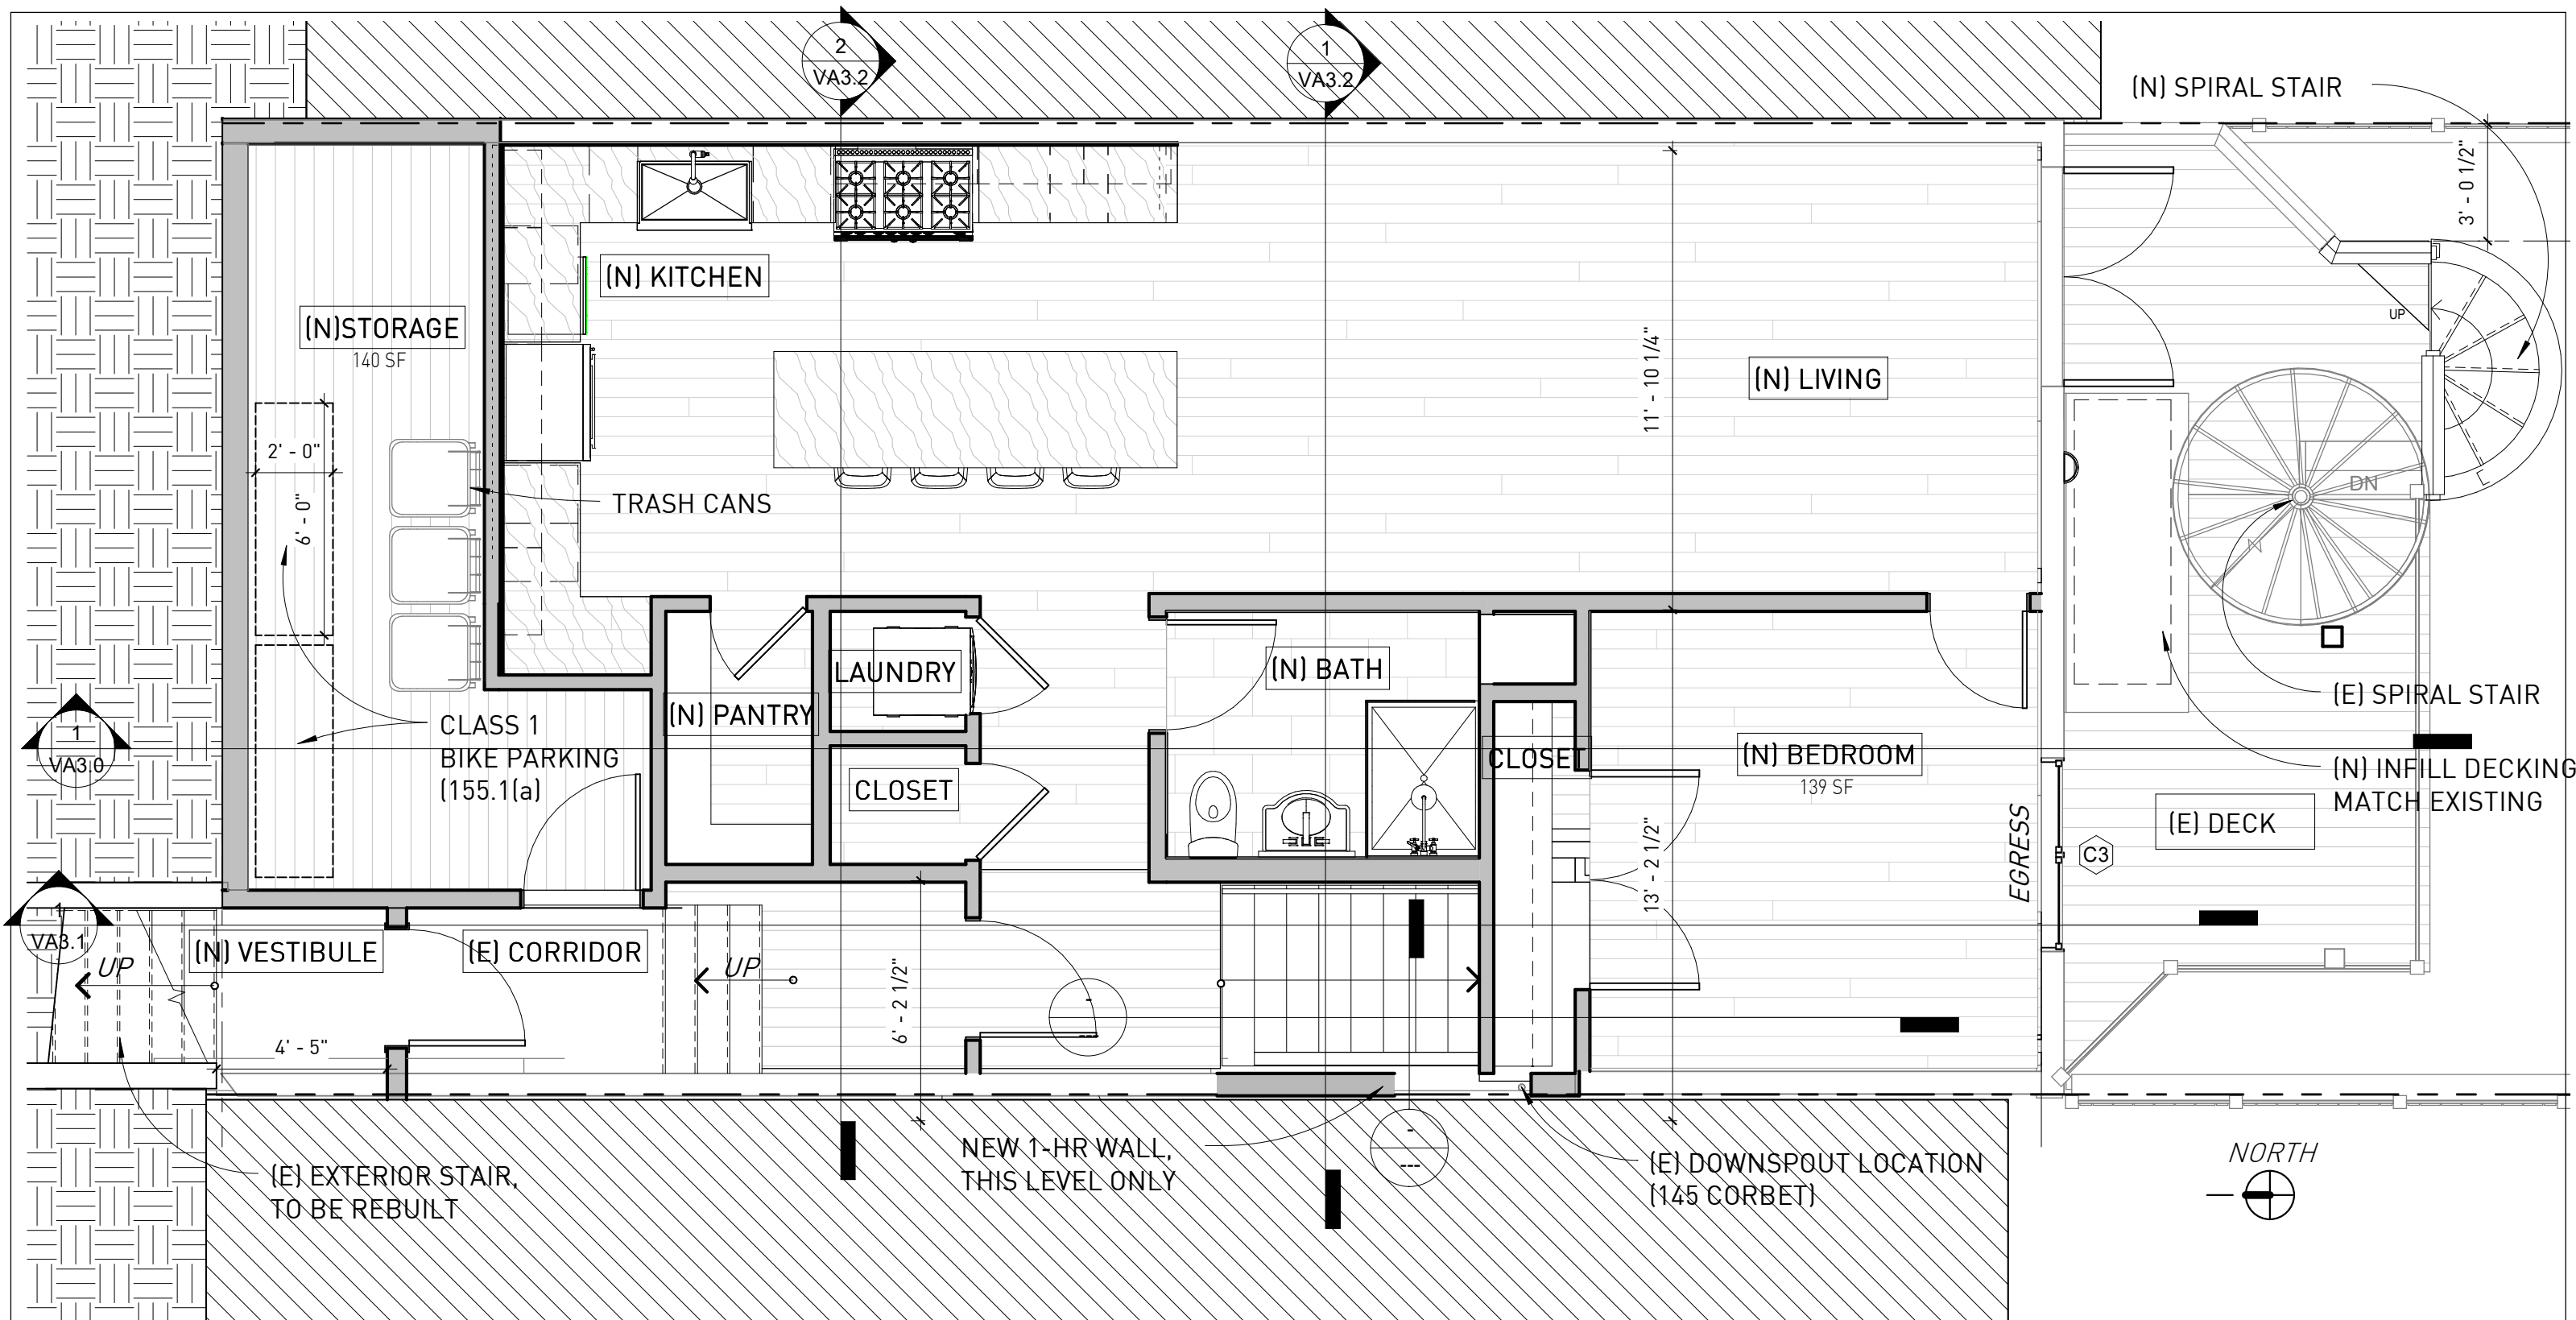 2
VA3.2
1
VA3.2
(N) SPIRAL STAIR
3' - 0 1/2"
(N) KITCHEN
(N)STORAGE
140 SF
11' - 10 1/4"
(N) LIVING
UP
2' - 0"
6' - 0"
TRASH CANS
DN
(N) BATH
LAUNDRY
(N) PANTRY
(E) SPIRAL STAIR
CLASS 1
BIKE PARKING
(155.1(a)
1
VA3.0
CLOSET
CLOSET
(N) BEDROOM
139 SF
(N) INFILL DECKING
MATCH EXISTING
(E) DECK
C3
EGRESS
13' - 2 1/2"
1
VA3.1
UP
(N) VESTIBULE
(E) CORRIDOR
UP
6' - 2 1/2"
-
---
4' - 5"
NEW 1-HR WALL,
THIS LEVEL ONLY
-
---
(E) DOWNSPOUT LOCATION
(145 CORBET)
(E) EXTERIOR STAIR,
TO BE REBUILT
NORTH